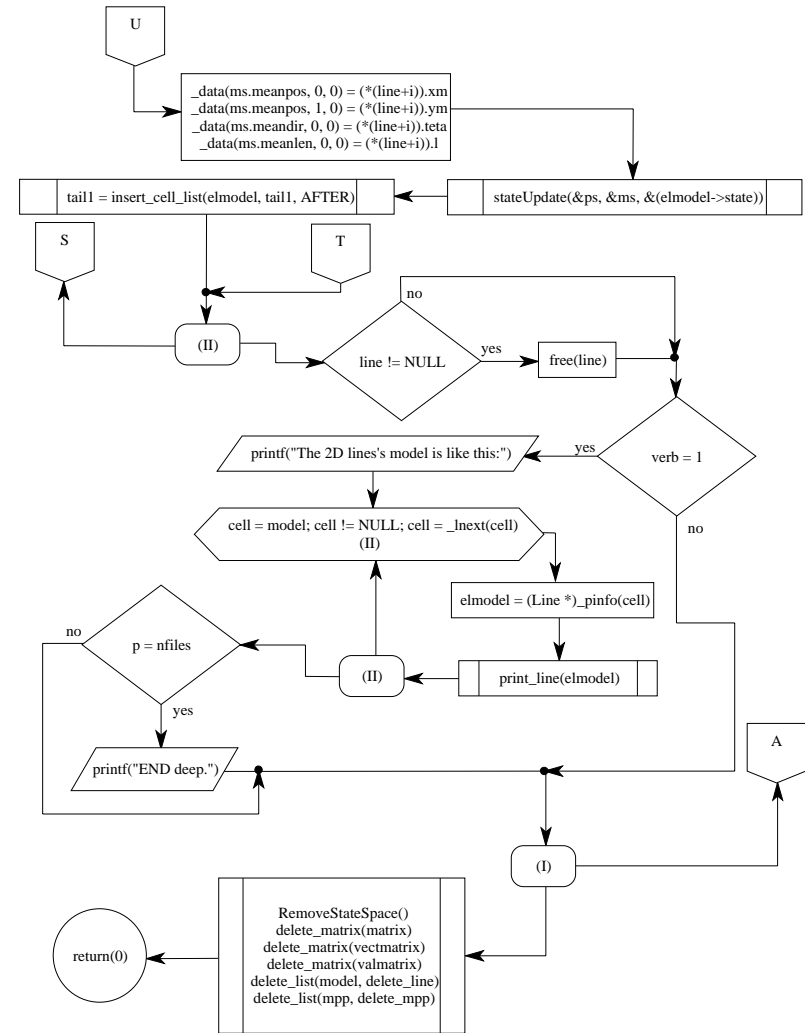 U
_data(ms.meanpos, 0, 0) = (*(line+i)).xm
_data(ms.meanpos, 1, 0) = (*(line+i)).ym
_data(ms.meandir, 0, 0) = (*(line+i)).teta
_data(ms.meanlen, 0, 0) = (*(line+i)).l
tail1 = insert_cell_list(elmodel, tail1, AFTER)
stateUpdate(&ps, &ms, &(elmodel->state))
S
T
no
(II)
line != NULL
yes
free(line)
printf("The 2D lines's model is like this:")
yes
verb = 1
no
cell = model; cell != NULL; cell = _lnext(cell)
(II)
elmodel = (Line *)_pinfo(cell)
no
p = nfiles
(II)
print_line(elmodel)
yes
A
printf("END deep.")
(I)
RemoveStateSpace()
delete_matrix(matrix)
delete_matrix(vectmatrix)
delete_matrix(valmatrix)
delete_list(model, delete_line)
delete_list(mpp, delete_mpp)
return(0)